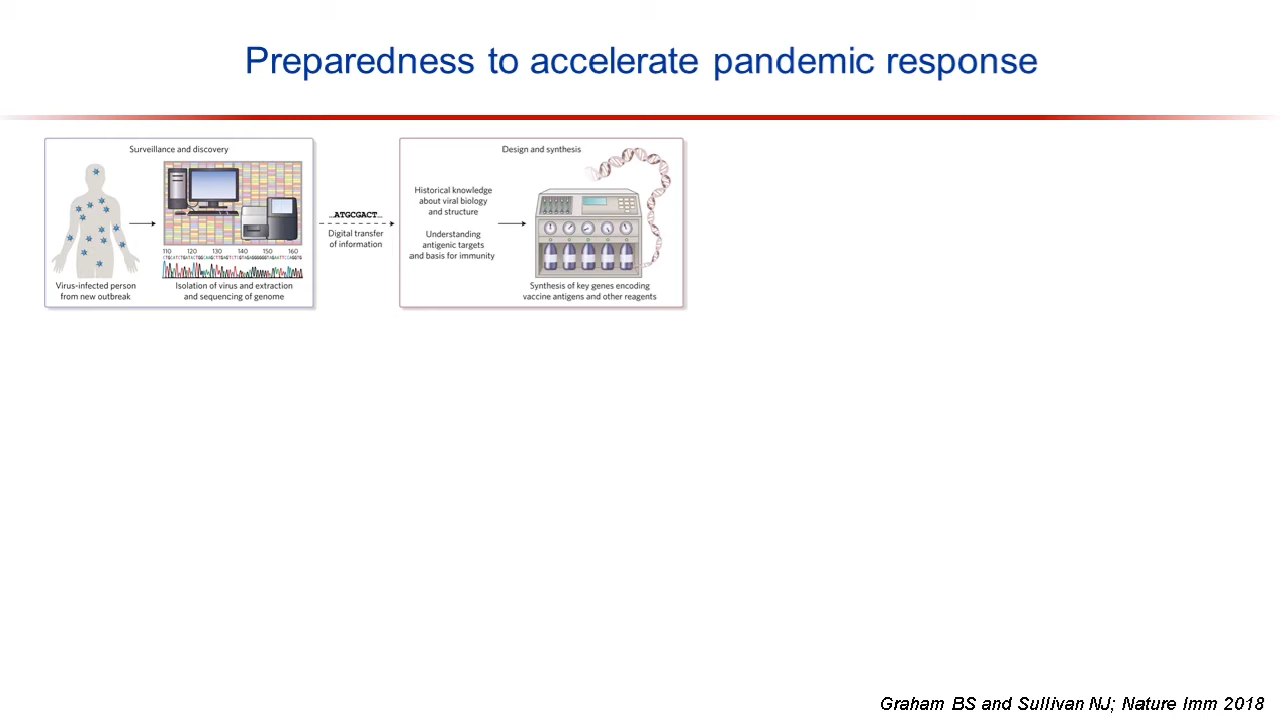 Preparedness to accelerate pandemic response
Surveillance and discovery
110 120 130 140 150 160
Virus-infected person
from new outbreak
Isolation of virus and extraction
and sequencing of genome
...ATGCGACT...
Digital transfer
of information
Design and synthesis
Historical knowledge
about viral biology
and structure
Understanding
antigenic targets
and basis for immunity
Synthesis of key genes encoding
vaccine antigens and other reagents
Graham BS and Sullivan NJ; Nature Imm 2018